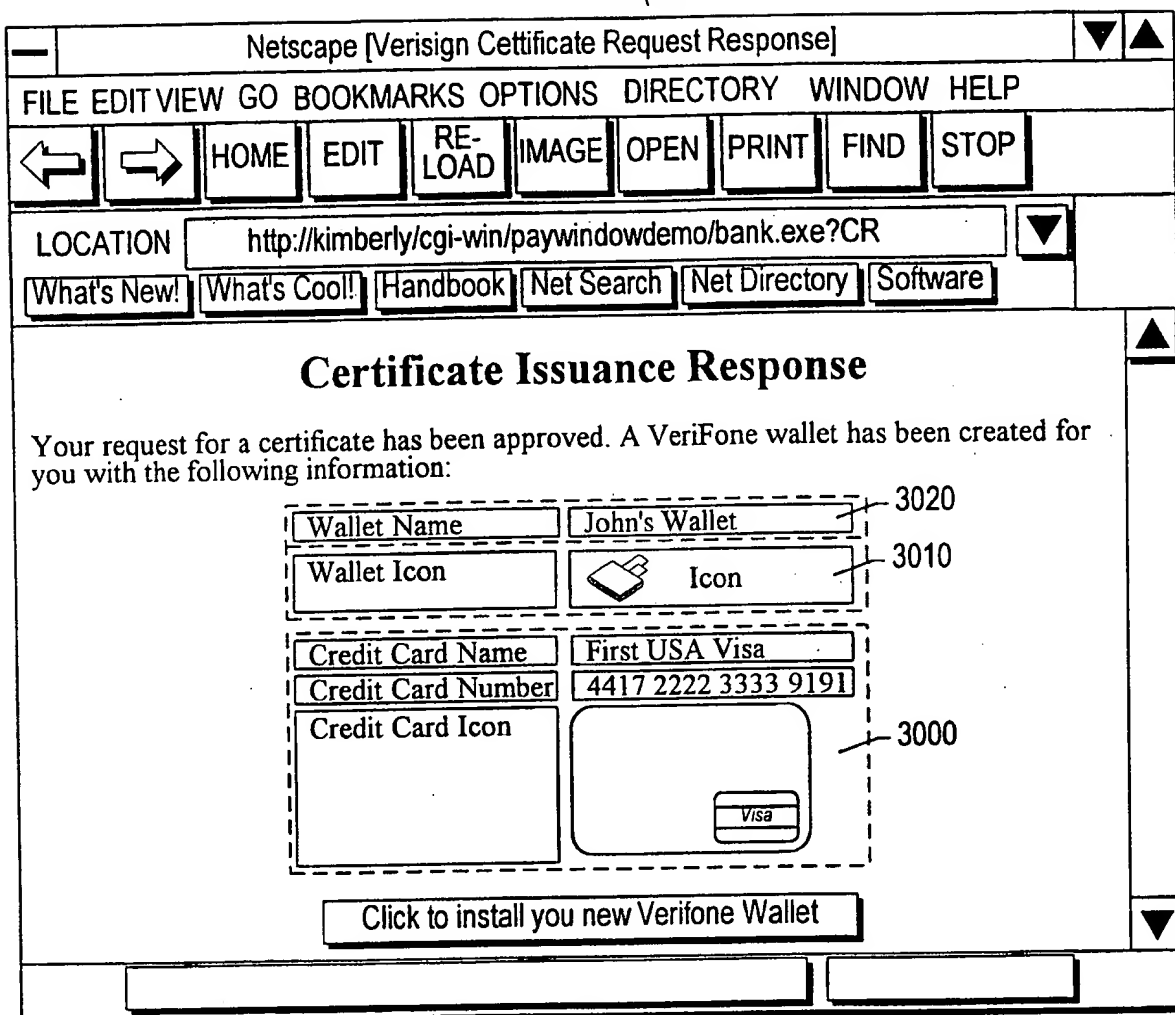 Netscape [Verisign Cettificate Request Response]
FILE EDIT VIEW GO BOOKMARKS OPTIONS DIRECTORY WINDOW HELP
HOME EDIT RE-LOAD IMAGE OPEN PRINT FIND STOP
LOCATION http://kimberly/cgi-win/paywindowdemo/bank.exe?CR
What's New! What's Cool! Handbook Net Search Net Directory Software
Certificate Issuance Response
Your request for a certificate has been approved. A VeriFone wallet has been created for
you with the following information:
Wallet Name John's Wallet 3020
Wallet Icon Icon 3010
Credit Card Name First USA Visa
Credit Card Number 4417 2222 3333 9191
Credit Card Icon 3000
Visa
Click to install you new Verifone Wallet